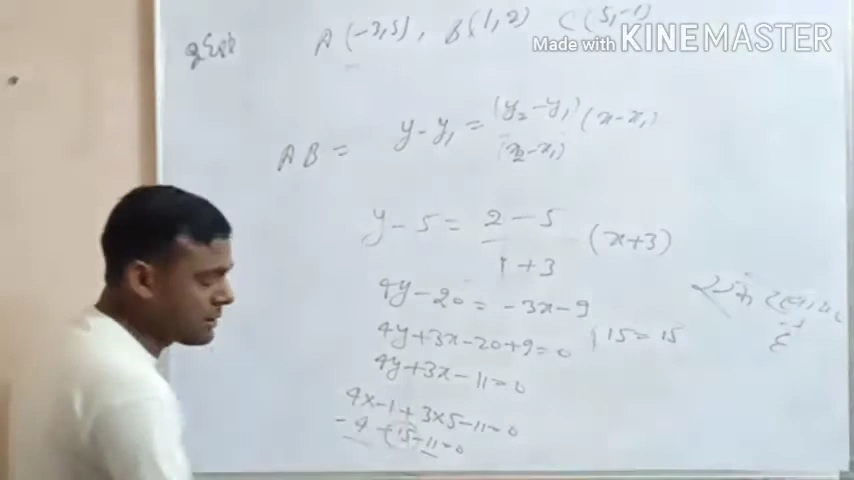 A (-3,5), B(1,2) C(5,-1)
Made with KINEMASTER
AB = y-y₁ = (y₂-y₁)/(x₂-x₁) (x-x₁)
y-5 = 2-5/1+3 (x+3)
4y-20 = -3x-9
4y+3x-20+9=0
15=15
4y+3x-11=0
4x-1+3x5-11=0
-4+15-11=0
है